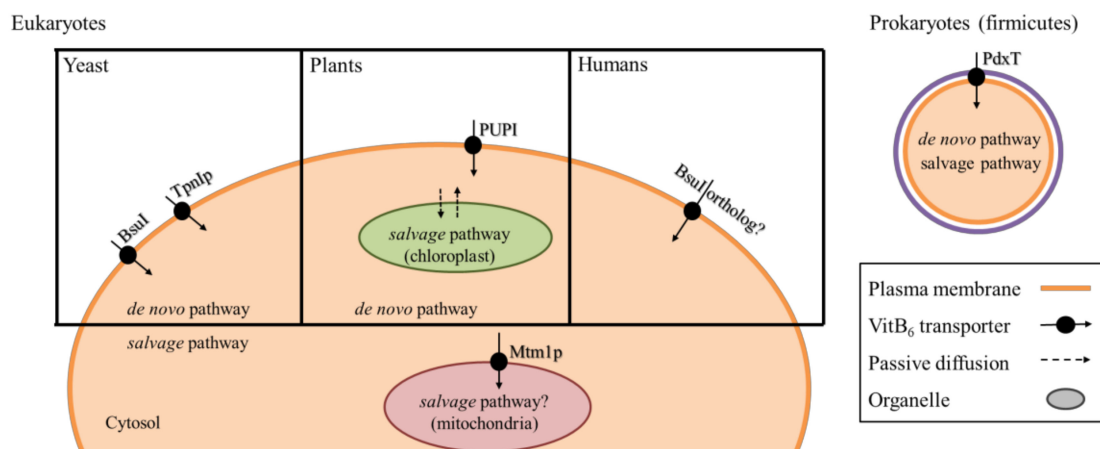 Eukaryotes
Prokaryotes (firmicutes)
Yeast
Plants
Humans
PdxT
PUPI
TpnIp
BsuI
BsuI ortholog?
de novo pathway
salvage pathway
salvage pathway
(chloroplast)
de novo pathway
de novo pathway
salvage pathway
Mtm1p
salvage pathway?
(mitochondria)
Cytosol
Plasma membrane
VitB₆ transporter
Passive diffusion
Organelle